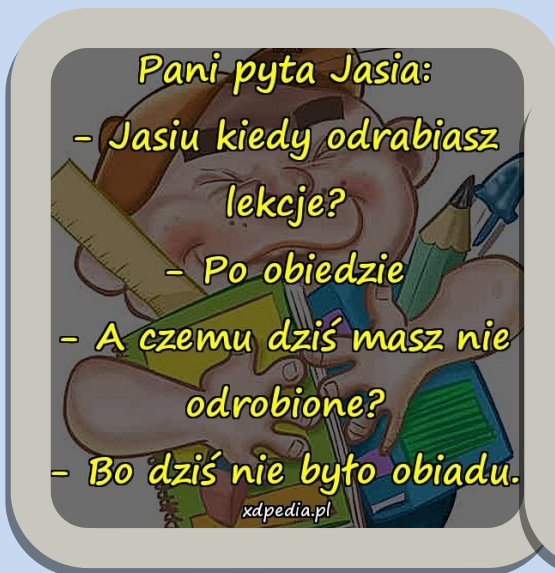 Pani pyta Jasia:
- Jasiu kiedy odrabiasz
lekcje?
- Po obiedzie
- A czemu dziś masz nie
odrobione?
- Bo dziś nie było obiadu.
xdpedia.pl